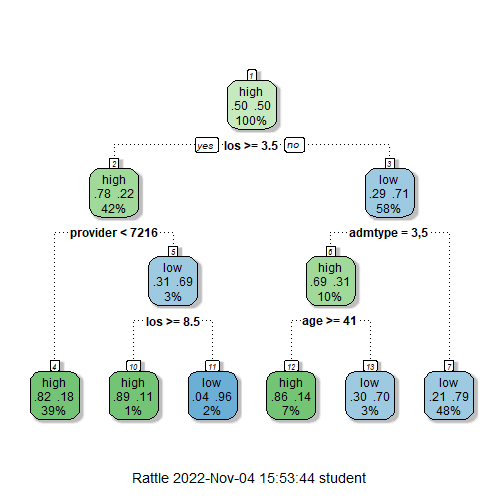 1
high
.50 .50
100%
yes los >= 3.5 no
2
high
.78 .22
42%
3
low
.29 .71
58%
provider < 7216
admtype = 3,5
5
low
.31 .69
3%
6
high
.69 .31
10%
los >= 8.5
age >= 41
4
high
.82 .18
39%
10
high
.89 .11
1%
11
low
.04 .96
2%
12
high
.86 .14
7%
13
low
.30 .70
3%
7
low
.21 .79
48%
Rattle 2022-Nov-04 15:53:44 student